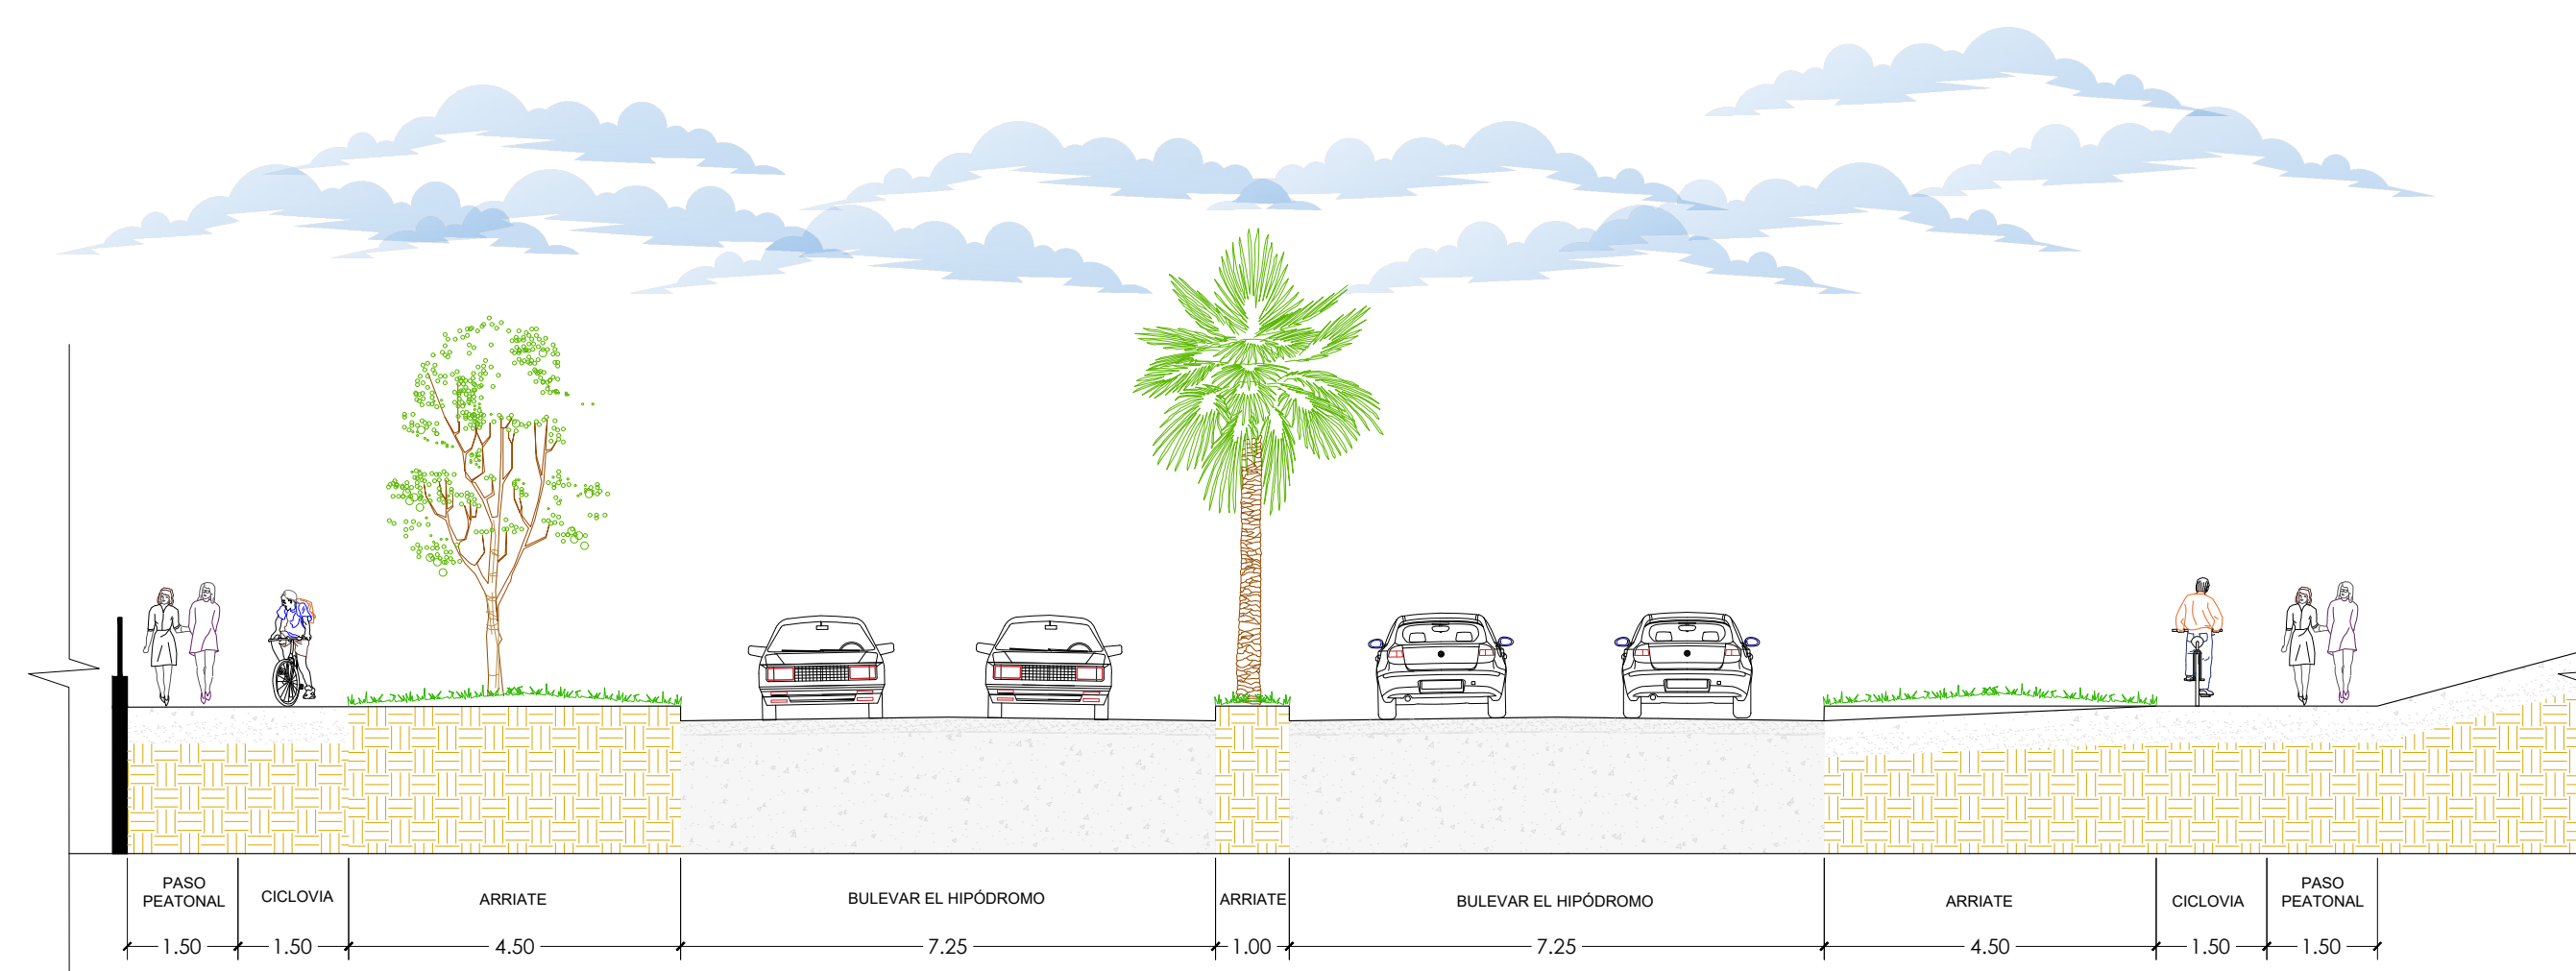 PASO
PEATONAL
CICLOVIA
ARRIATE
BULEVAR EL HIPÓDROMO
ARRIATE
BULEVAR EL HIPÓDROMO
ARRIATE
CICLOVIA
PASO
PEATONAL
1.50
1.50
4.50
7.25
1.00
7.25
4.50
1.50
1.50